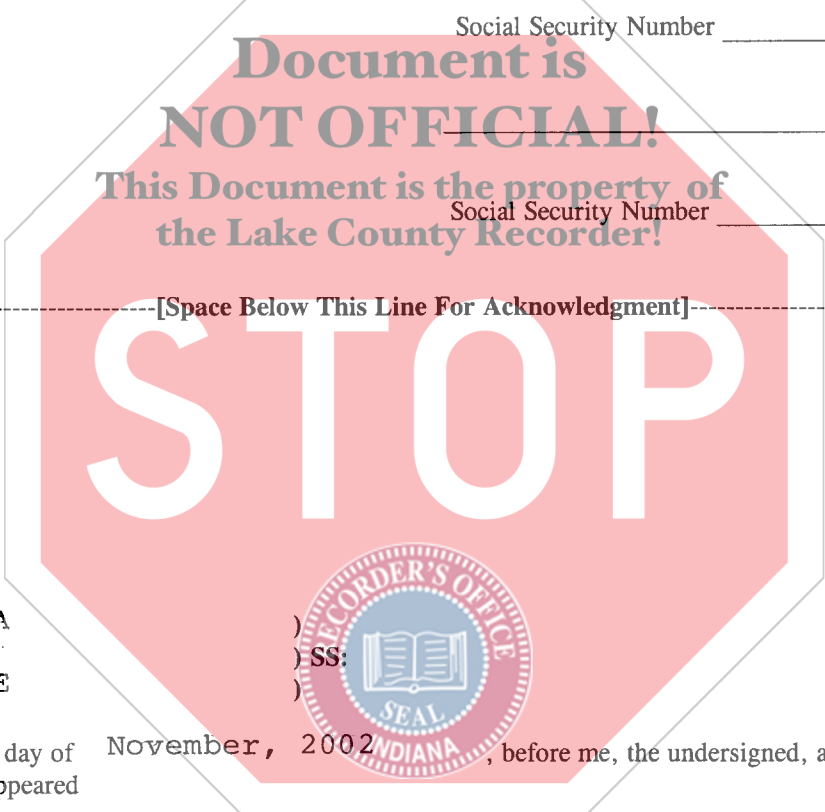 Social Security Number
Document is
NOT OFFICIAL!
This Document is the property of
Social Security Number
the Lake County Recorder!
[Space Below This Line For Acknowledgment]
STOP
RECORDER'S OFFICE
A )
) SS:
E )
SEAL
INDIANA
day of November, 2002, before me, the undersigned, a
ppeared